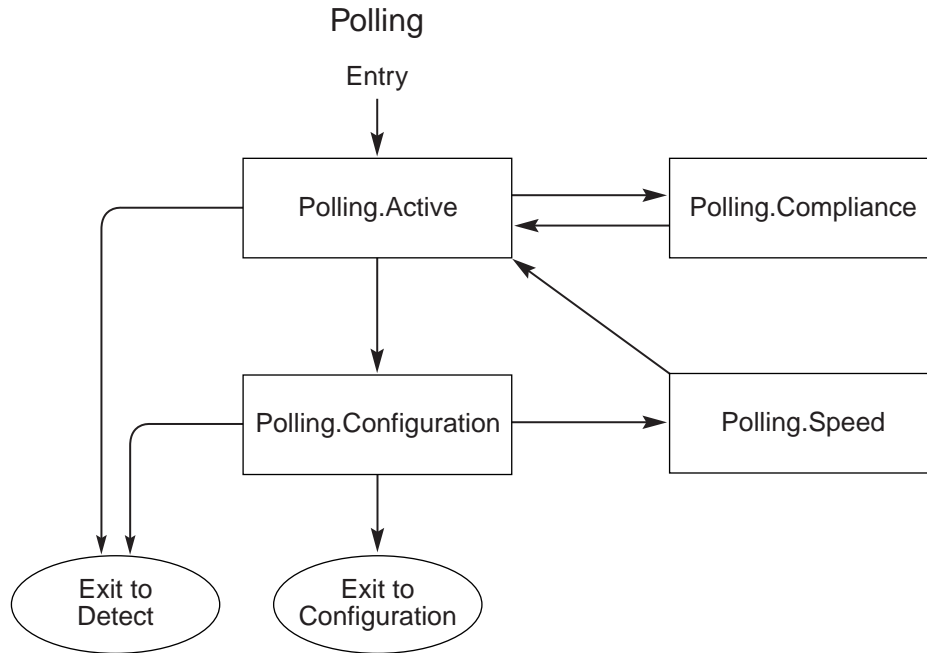 Polling
Entry
Polling.Active
Polling.Compliance
Polling.Configuration
Polling.Speed
Exit to
Detect
Exit to
Configuration